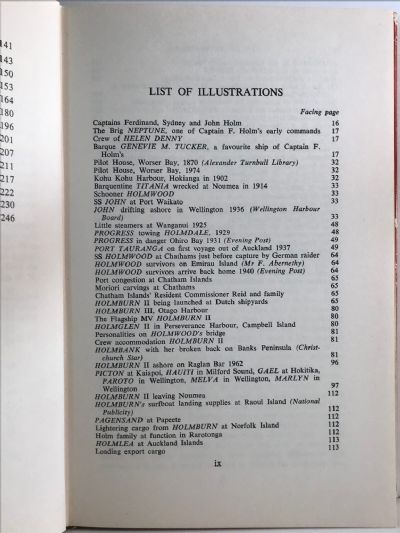 141
143
150
153
164
180
196
201
207
211
217
222
230
246
LIST OF ILLUSTRATIONS
Facing page
Captains Ferdinand, Sydney and John Holm 16
The Brig NEPTUNE, one of Captain F. Holm's early commands 17
Crew of HELEN DENNY 17
Barque GENEVIE M. TUCKER, a favourite ship of Captain F.
Holm's 17
Pilot House, Worser Bay, 1870 (Alexander Turnbull Library) 32
Pilot House, Worser Bay, 1974 32
Kohu Kohu Harbour, Hokianga in 1902 32
Barquentine TITANIA wrecked at Noumea in 1914 33
Schooner HOLMWOOD 33
SS JOHN at Port Waikato 33
JOHN drifting ashore in Wellington 1936 (Wellington Harbour
Board) 33
Little steamers at Wanganui 1925 48
PROGRESS towing HOLMDALE, 1929 48
PROGRESS in danger Ohiro Bay 1931 (Evening Post) 49
PORT TAURANGA on first voyage out of Auckland 1937 49
SS HOLMWOOD at Chathams just before capture by German raider 64
HOLMWOOD survivors on Emirau Island (Mr F. Abernethy) 64
HOLMWOOD survivors arrive back home 1940 (Evening Post) 64
Port congestion at Chatham Islands 65
Moriori carvings at Chathams 65
Chatham Islands' Resident Commissioner Reid and family 65
HOLMBURN II being launched at Dutch shipyards 65
HOLMBURN III, Otago Harbour 80
The Flagship MV HOLMBURN II 80
HOLMGLEN II in Perseverance Harbour, Campbell Island 80
Personalities on HOLMWOOD's bridge 81
Crew accommodation HOLMBURN II 81
HOLMBANK with her broken back on Banks Peninsula (Christ-
church Star) 81
HOLMBURN II ashore on Raglan Bar 1962 96
PICTON at Kaiapoi, HAUITI in Milford Sound, GAEL at Hokitika,
PAROTO in Wellington, MELVA in Wellington, MARLYN in
Wellington 97
HOLMBURN II leaving Noumea 112
HOLMBURN's surfboat landing supplies at Raoul Island (National
Publicity) 112
PAGENSAND at Papeete 112
Lightering cargo from HOLMBURN at Norfolk Island 112
Holm family at function in Rarotonga 112
HOLMLEA at Auckland Islands 113
Loading export cargo 113
ix